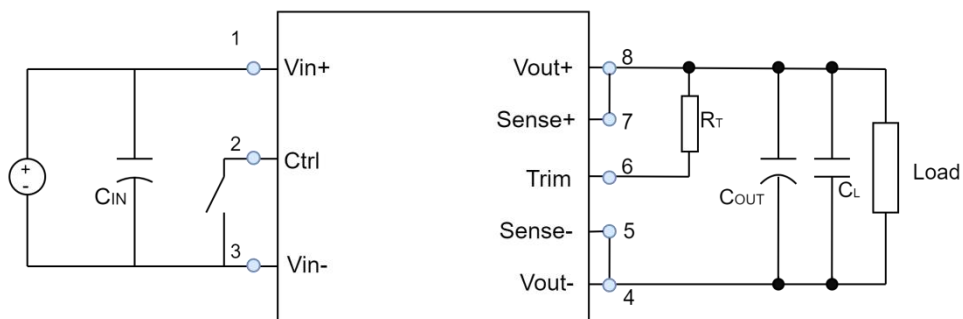 1
Vin+
Vout+
8
Sense+
7
RT
2
Ctrl
Trim
6
+
-
CIN
COUT
CL
Load
Sense-
5
3
Vin-
Vout-
4